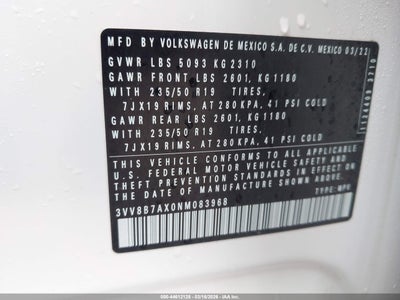 MFD BY VOLKSWAGEN DE MEXICO S.A. DE C.V. MEXICO 03/22
GVWR LBS 5093 KG 2310
GAWR FRONT LBS 2601, KG 1180
WITH 235/50 R19 TIRES,
7JX19 RIMS, AT 280 KPA, 41 PSI COLD
GAWR REAR LBS 2601, KG 1180
WITH 235/50 R19 TIRES,
7JX19 RIMS, AT 280 KPA, 41 PSI COLD
THIS VEHICLE CONFORMS TO ALL APPLICABLE
U.S. FEDERAL MOTOR VEHICLE SAFETY
AND THEFT PREVENTION STANDARDS IN EFFECT
ON THE DATE OF MANUFACTURE SHOWN ABOVE.
3VV8B7AX0NM083968 TYPE: MPV